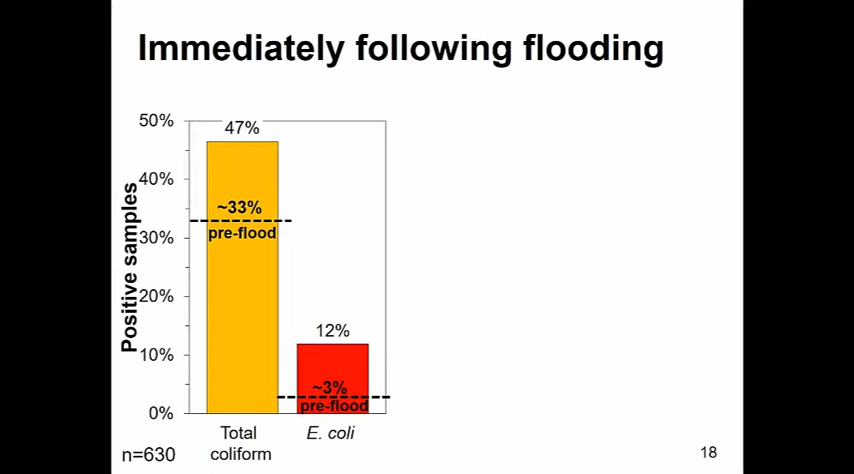 Immediately following flooding
Positive samples
50%
40%
30%
20%
10%
0%
47%
~33%
pre-flood
12%
~3%
pre-flood
Total
coliform
E. coli
n=630
18